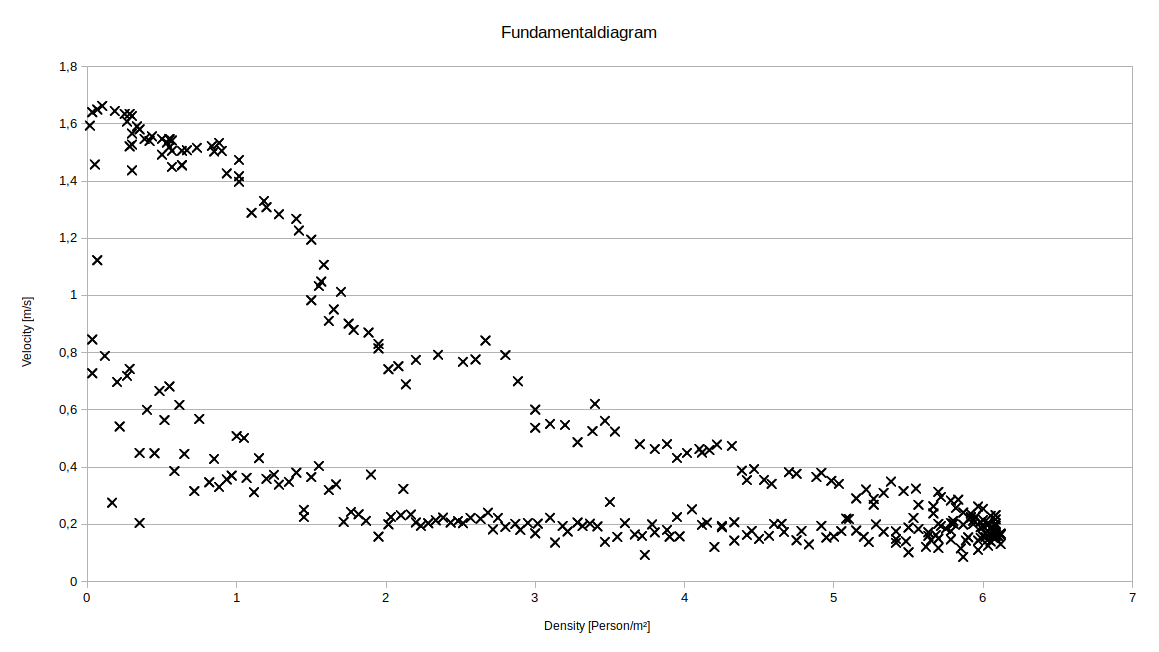 Fundamentaldiagram
1,8
1,6
1,4
1,2
1
0,8
0,6
0,4
0,2
0
Velocity [m/s]
0 1 2 3 4 5 6 7
Density [Person/m²]